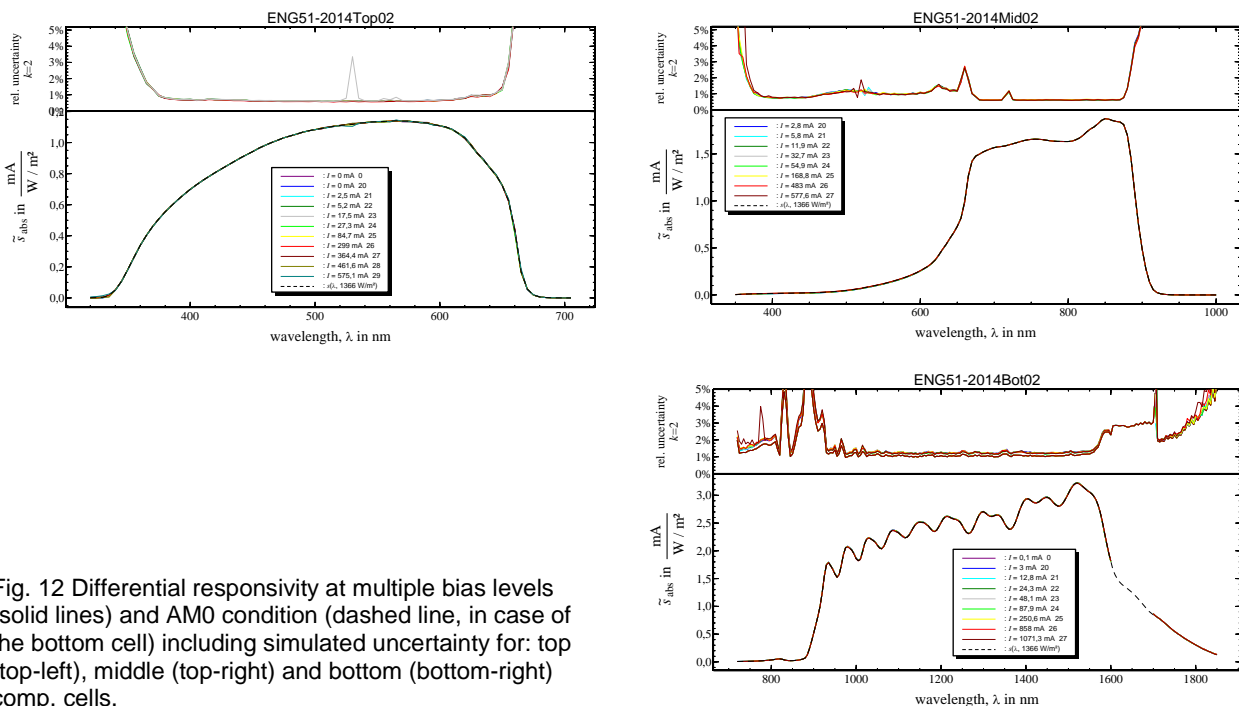 ENG51-2014Top02
5%
4%
3%
2%
1%
0%
rel. uncertainty
k=2
1,2
1,0
0,8
0,6
0,4
0,2
0,0
s̃ abs in mA
W / m²
: I = 0 mA 0
: I = 0 mA 20
: I = 2,5 mA 21
: I = 5,2 mA 22
: I = 17,5 mA 23
: I = 27,3 mA 24
: I = 84,7 mA 25
: I = 299 mA 26
: I = 364,4 mA 27
: I = 461,6 mA 28
: I = 575,1 mA 29
: s(λ, 1366 W/m²)
400 500 600 700
wavelength, λ in nm
ENG51-2014Mid02
5%
4%
3%
2%
1%
0%
rel. uncertainty
k=2
1,5
1,0
0,5
0,0
s̃ abs in mA
W / m²
: I = 2,8 mA 20
: I = 5,8 mA 21
: I = 11,9 mA 22
: I = 32,7 mA 23
: I = 54,9 mA 24
: I = 168,8 mA 25
: I = 483 mA 26
: I = 577,6 mA 27
: s(λ, 1366 W/m²)
400 600 800 1000
wavelength, λ in nm
ENG51-2014Bot02
5%
4%
3%
2%
1%
0%
rel. uncertainty
k=2
3,0
2,5
2,0
1,5
1,0
0,5
0,0
s̃ abs in mA
W / m²
: I = 0,1 mA 0
: I = 3 mA 20
: I = 12,8 mA 21
: I = 24,3 mA 22
: I = 48,1 mA 23
: I = 87,9 mA 24
: I = 250,6 mA 25
: I = 858 mA 26
: I = 1071,3 mA 27
: s(λ, 1366 W/m²)
800 1000 1200 1400 1600 1800
wavelength, λ in nm
Fig. 12 Differential responsivity at multiple bias levels
solid lines) and AM0 condition (dashed line, in case of
he bottom cell) including simulated uncertainty for: top
top-left), middle (top-right) and bottom (bottom-right)
comp. cells.